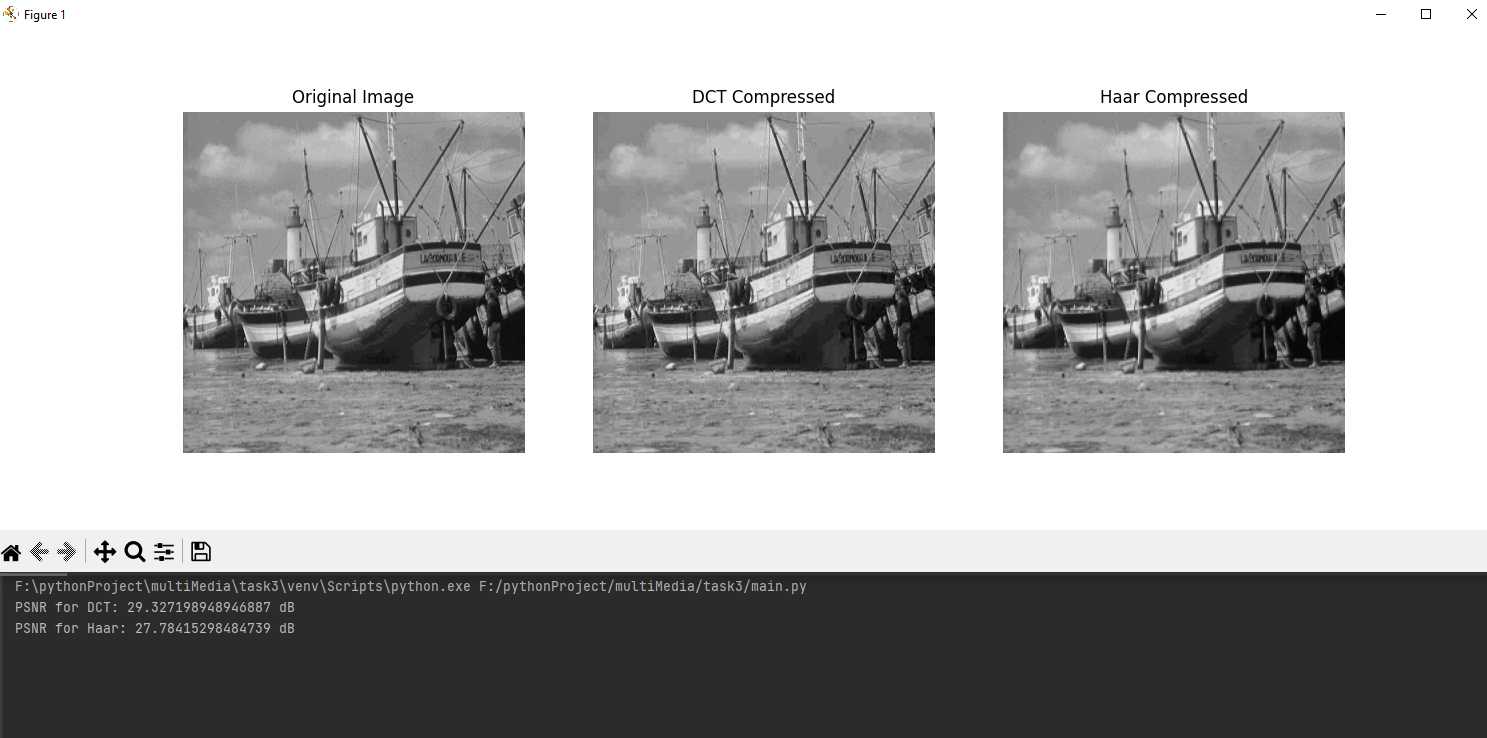 Figure 1
Original Image
DCT Compressed
Haar Compressed
F:\pythonProject\multiMedia\task3\venv\Scripts\python.exe F:/pythonProject/multiMedia/task3/main.py
PSNR for DCT: 29.327198948946887 dB
PSNR for Haar: 27.78415298484739 dB